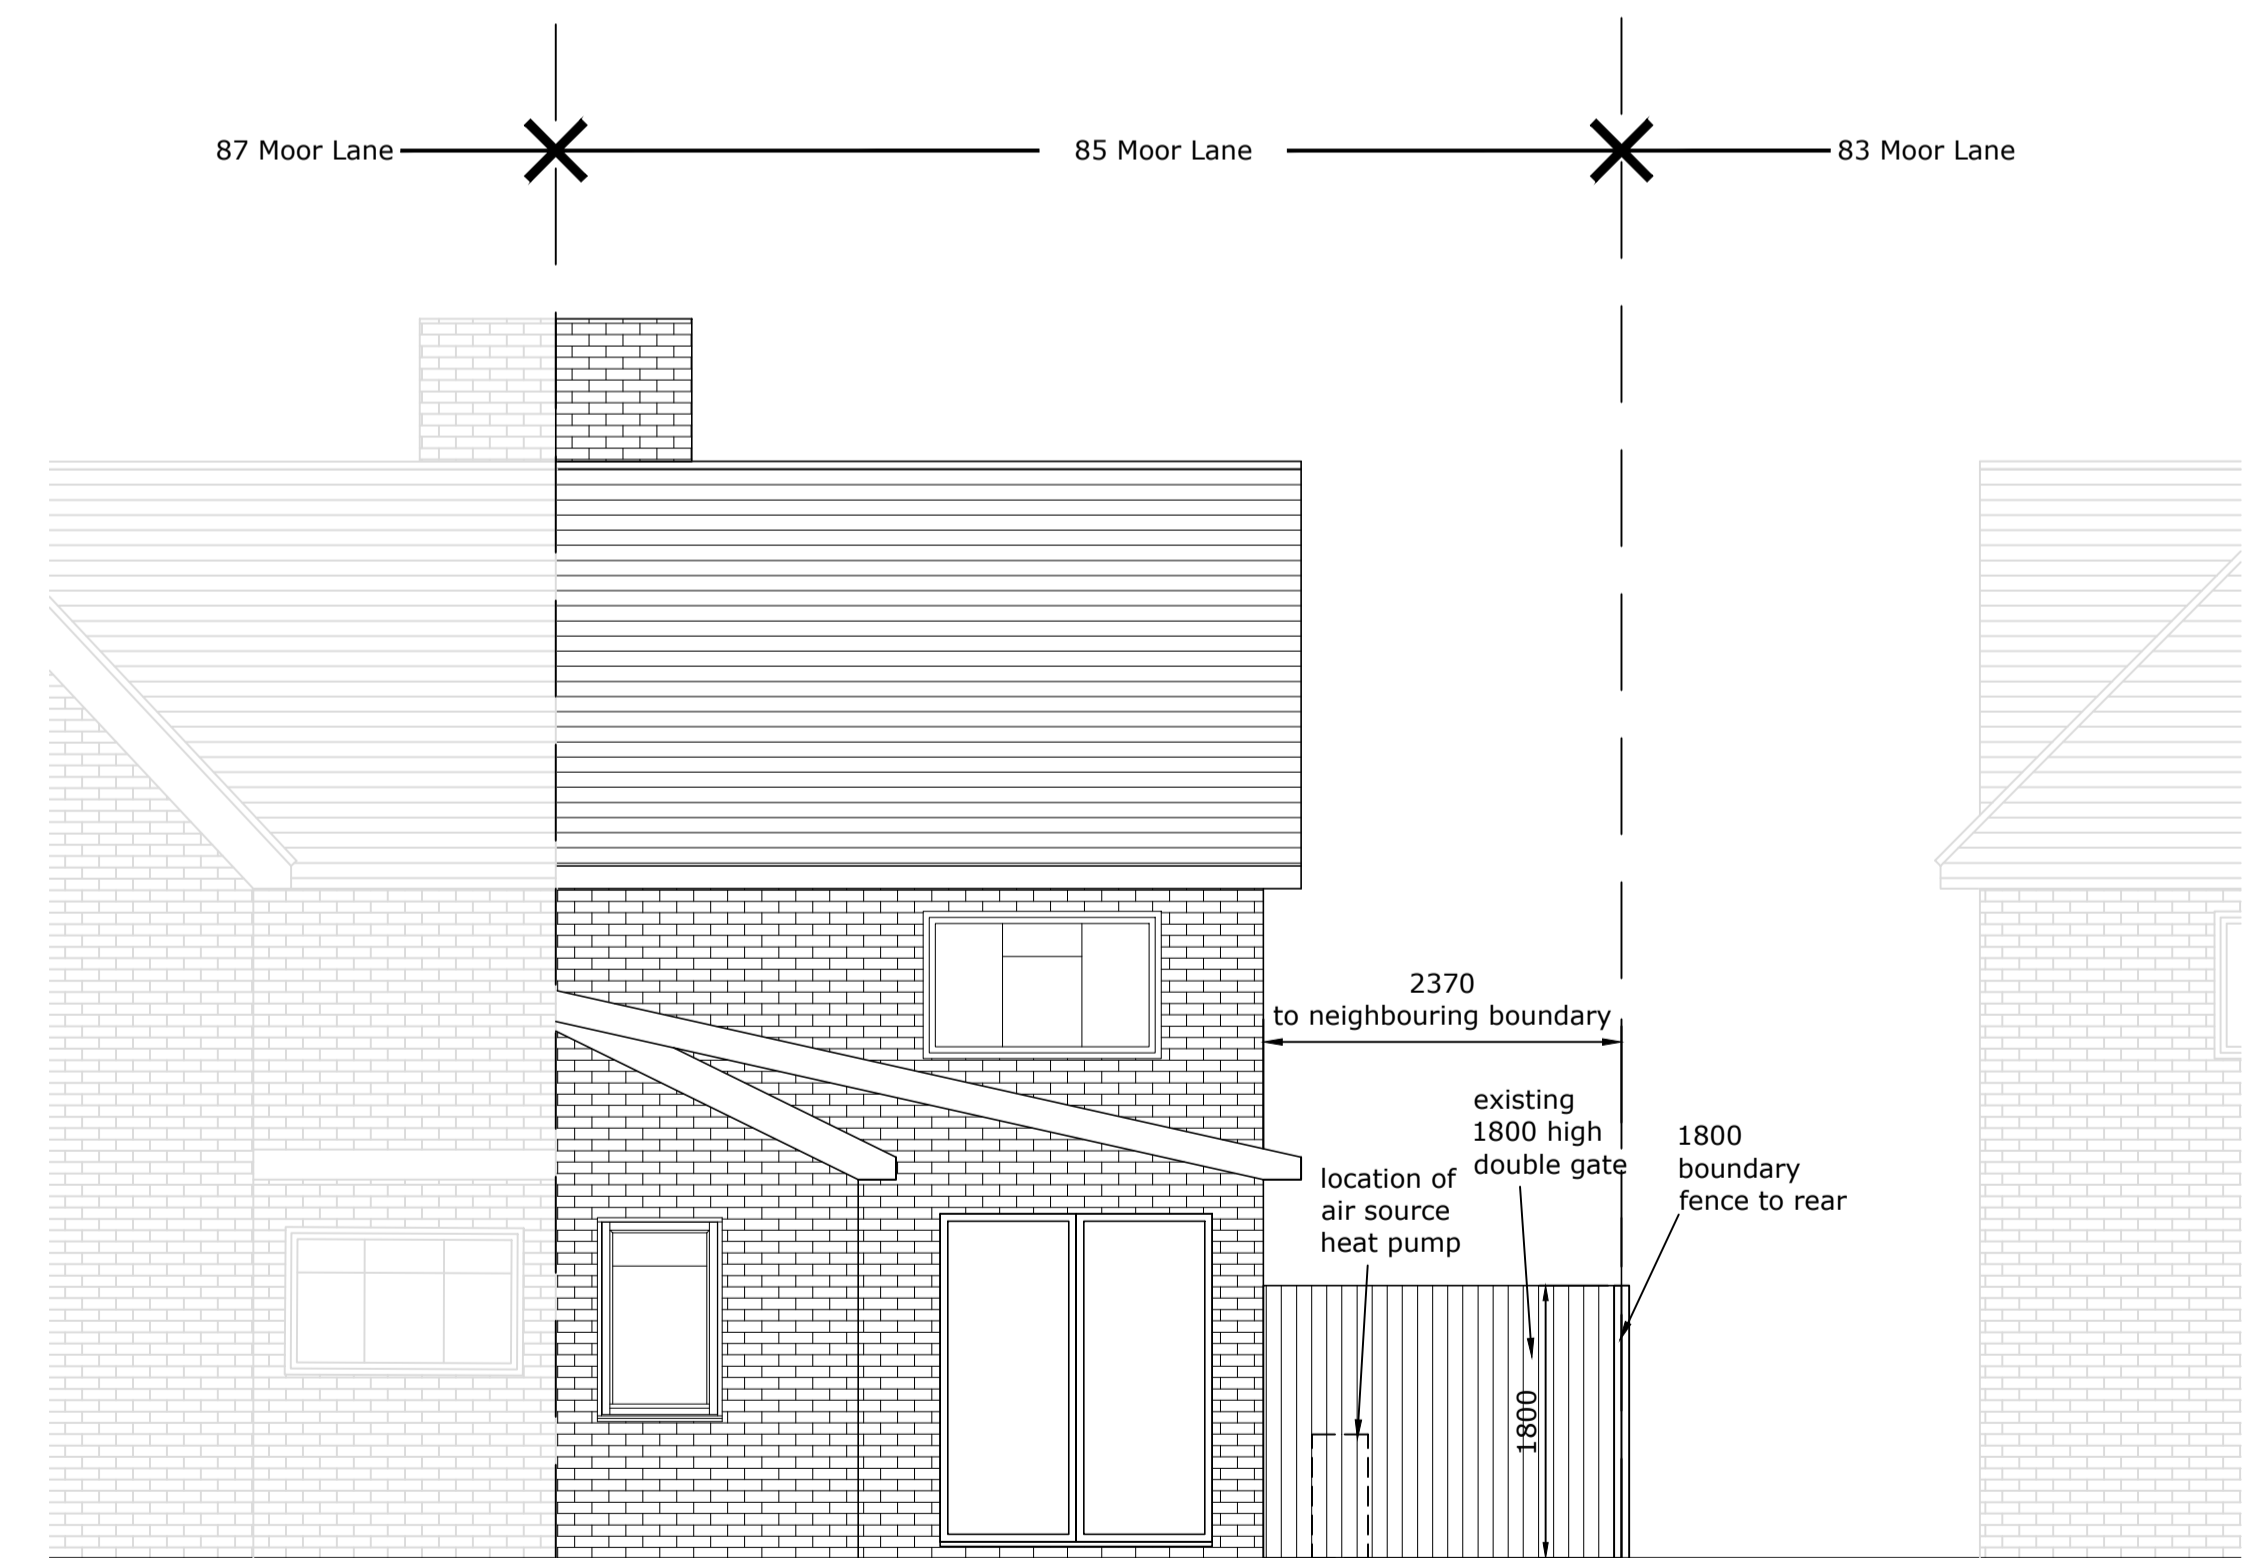 87 Moor Lane
85 Moor Lane
83 Moor Lane
2370
to neighbouring boundary
existing
1800 high
double gate
1800
boundary
fence to rear
location of
air source
heat pump
1800